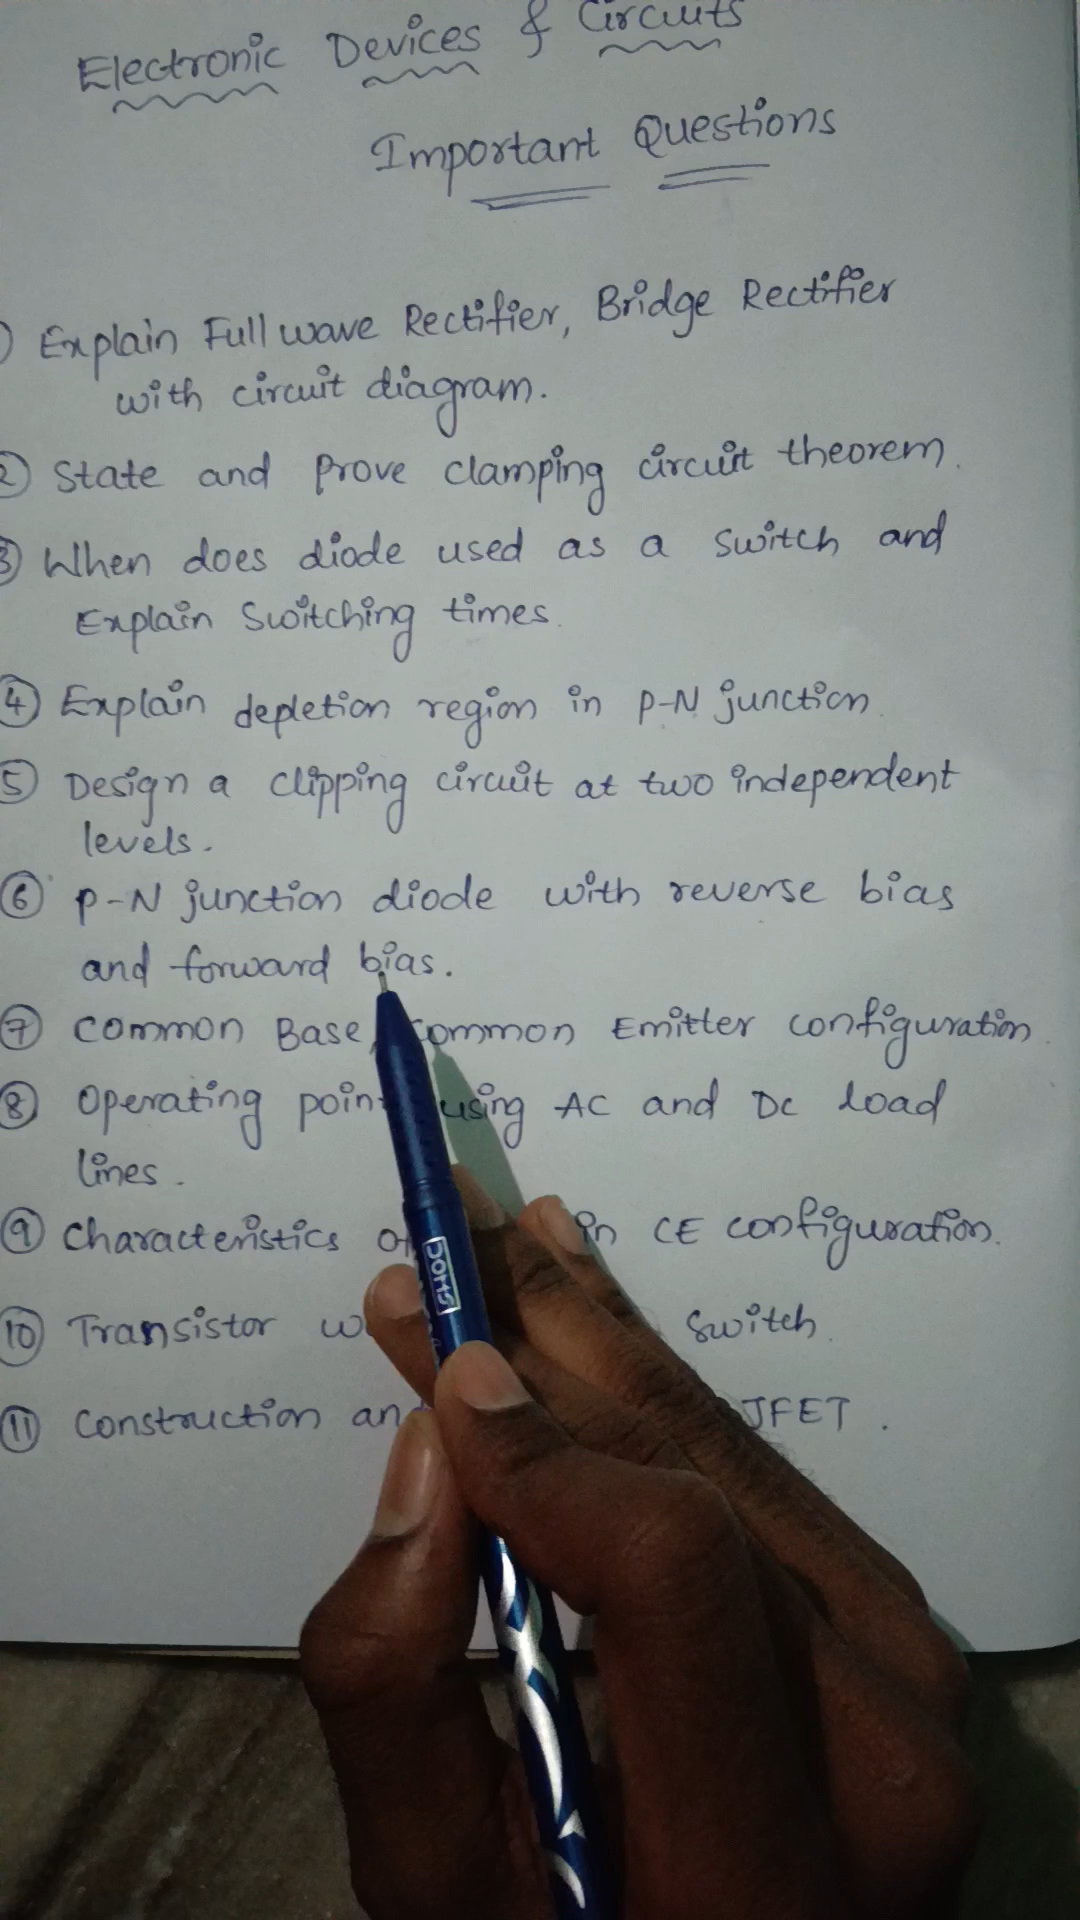 Electronic Devices & Circuits
Important Questions
Explain Full wave Rectifier, Bridge Rectifier
with circuit diagram.
2 State and Prove clamping circuit theorem.
3 When does diode used as a switch and
Explain Switching times.
4 Explain depletion region in P-N junction.
5 Design a clipping circuit at two independent
levels.
6 P-N junction diode with reverse bias
and forward bias.
7 Common Base, Common Emitter configuration.
8 Operating point using AC and DC load
lines.
9 Characteristics in CE configuration.
10 Transistor Switch.
11 Construction JFET.
DOMS